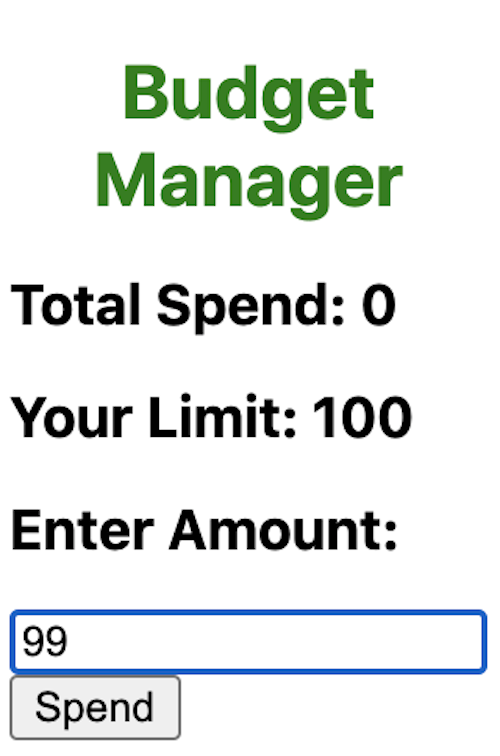 Budget
Manager
Total Spend: 0
Your Limit: 100
Enter Amount:
99
Spend